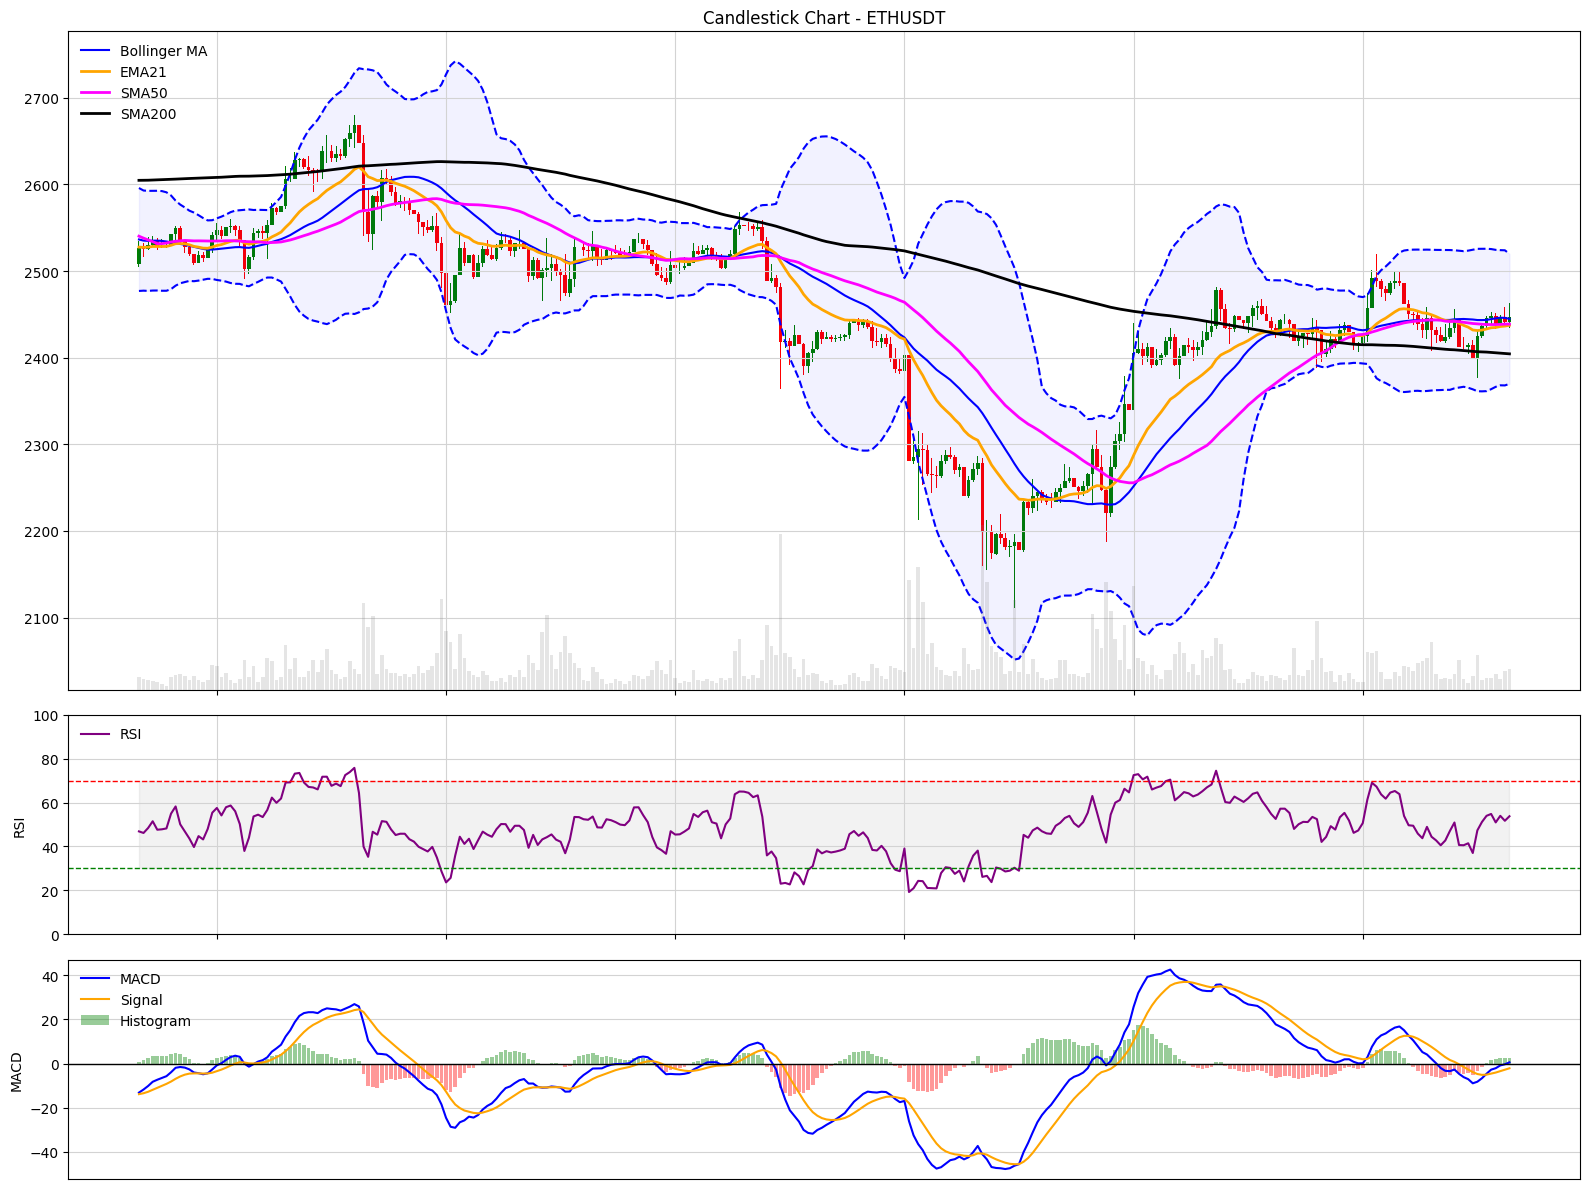 Candlestick Chart - ETHUSDT
Bollinger MA
EMA21
SMA50
SMA200
2700
2600
2500
2400
2300
2200
2100
RSI
100
80
60
40
20
0
RSI
MACD
Signal
Histogram
40
20
0
−20
−40
MACD